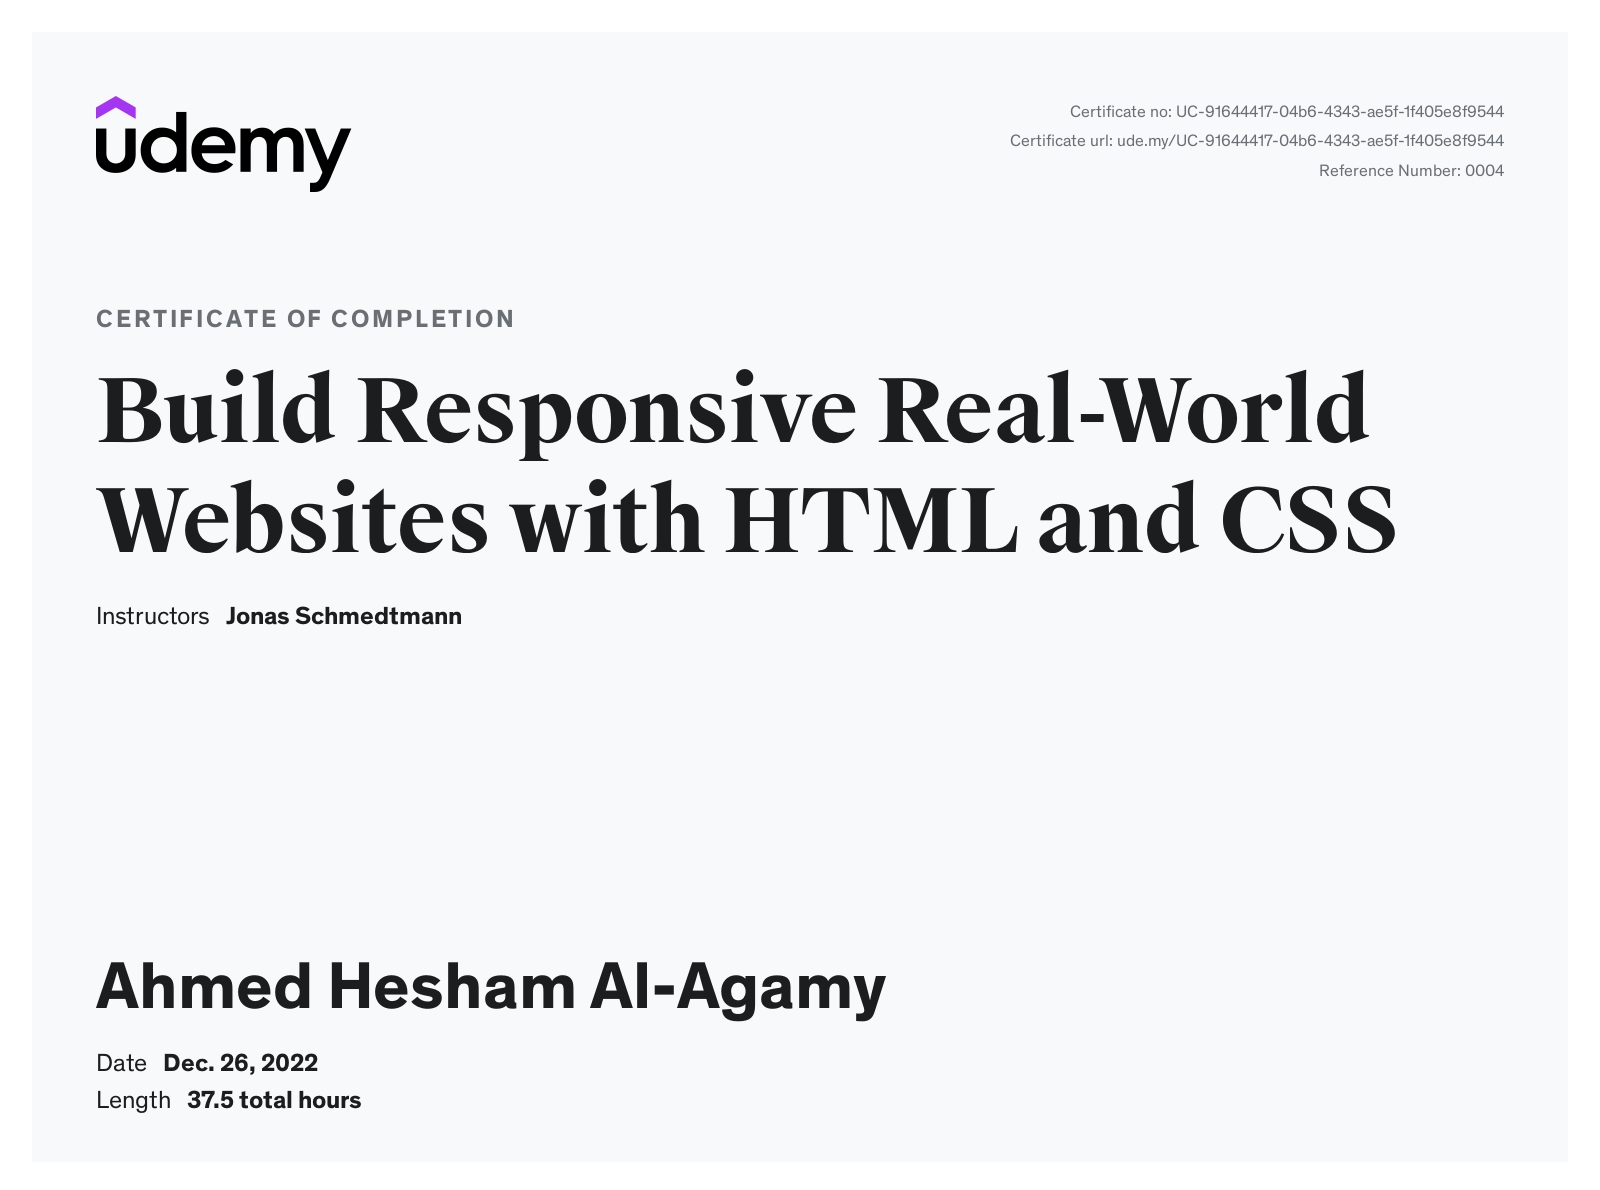 udemy
Certificate no: UC-91644417-04b6-4343-ae5f-1f405e8f9544
Certificate url: ude.my/UC-91644417-04b6-4343-ae5f-1f405e8f9544
Reference Number: 0004
CERTIFICATE OF COMPLETION
Build Responsive Real-World
Websites with HTML and CSS
Instructors Jonas Schmedtmann
Ahmed Hesham Al-Agamy
Date Dec. 26, 2022
Length 37.5 total hours